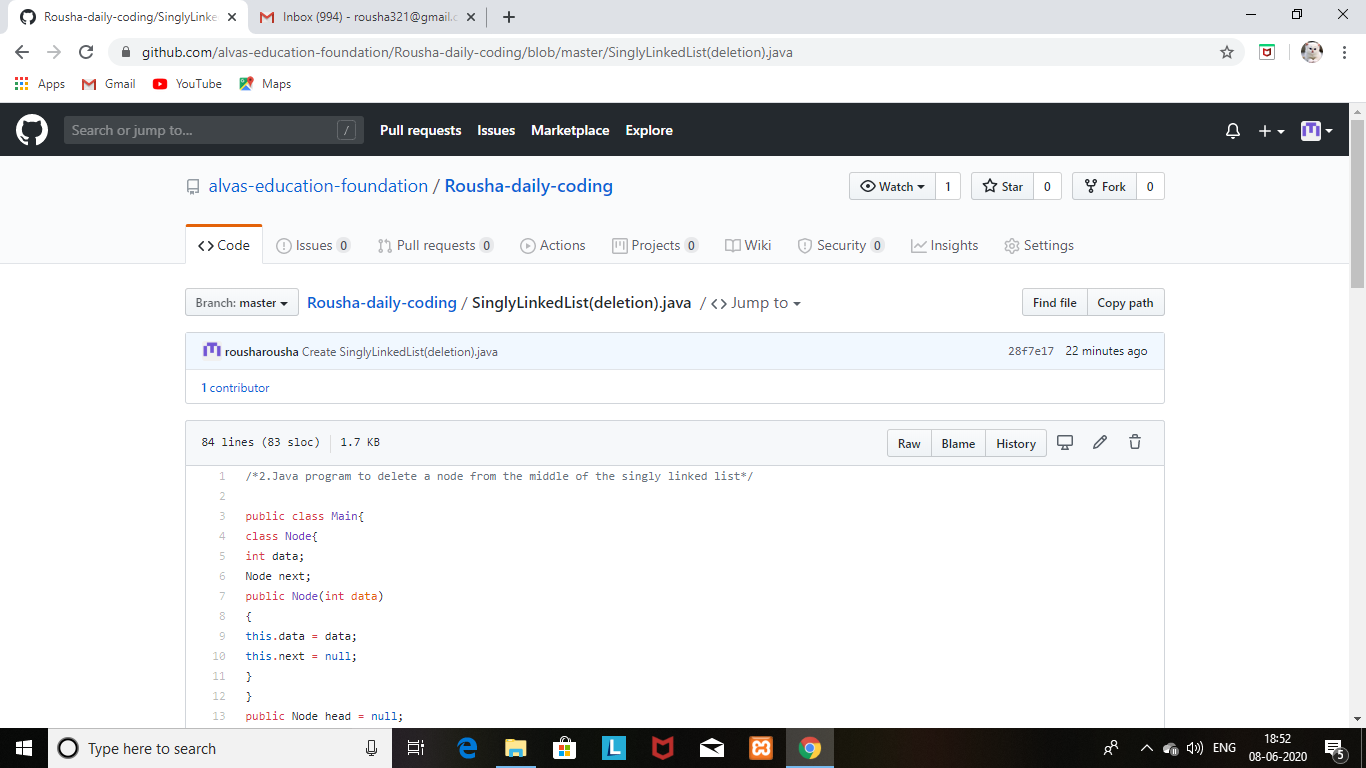 Rousha-daily-coding/SinglyLinke
Inbox (994) - rousha321@gmail.c
github.com/alvas-education-foundation/Rousha-daily-coding/blob/master/SinglyLinkedList(deletion).java
Apps Gmail YouTube Maps
Search or jump to... / Pull requests Issues Marketplace Explore
alvas-education-foundation / Rousha-daily-coding Watch 1 Star 0 Fork 0
Code Issues 0 Pull requests 0 Actions Projects 0 Wiki Security 0 Insights Settings
Branch: master Rousha-daily-coding / SinglyLinkedList(deletion).java / <> Jump to Find file Copy path
rousharousha Create SinglyLinkedList(deletion).java 28f7e17 22 minutes ago
1 contributor
84 lines (83 sloc) 1.7 KB Raw Blame History
1 /*2.Java program to delete a node from the middle of the singly linked list*/
2
3 public class Main{
4 class Node{
5 int data;
6 Node next;
7 public Node(int data)
8 {
9 this.data = data;
10 this.next = null;
11 }
12 }
13 public Node head = null;
Type here to search L ENG 18:52
08-06-2020 5